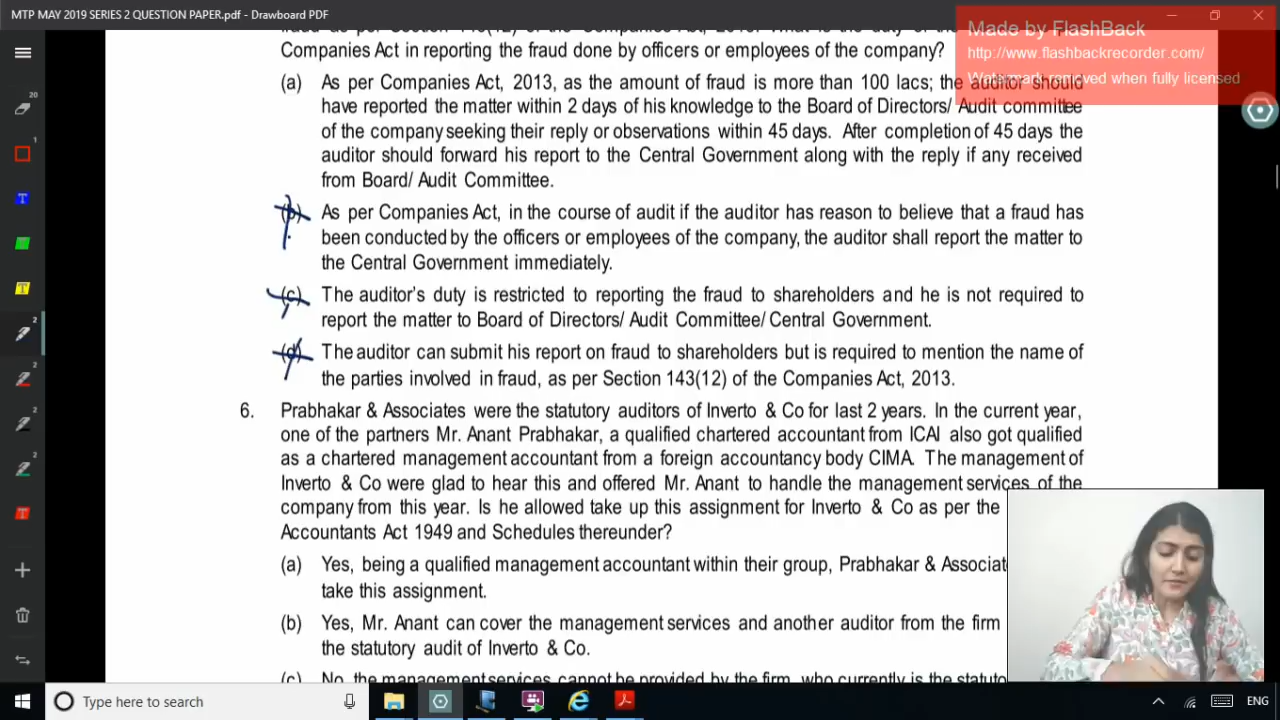 MTP MAY 2019 SERIES 2 QUESTION PAPER.pdf - Drawboard PDF
Made by FlashBack
http://www.flashbackrecorder.com/
Watermark removed when fully licensed
Companies Act in reporting the fraud done by officers or employees of the company?
(a) As per Companies Act, 2013, as the amount of fraud is more than 100 lacs; the auditor should
have reported the matter within 2 days of his knowledge to the Board of Directors/ Audit committee
of the company seeking their reply or observations within 45 days. After completion of 45 days the
auditor should forward his report to the Central Government along with the reply if any received
from Board/ Audit Committee.
(b) As per Companies Act, in the course of audit if the auditor has reason to believe that a fraud has
been conducted by the officers or employees of the company, the auditor shall report the matter to
the Central Government immediately.
(c) The auditor's duty is restricted to reporting the fraud to shareholders and he is not required to
report the matter to Board of Directors/ Audit Committee/ Central Government.
(d) The auditor can submit his report on fraud to shareholders but is required to mention the name of
the parties involved in fraud, as per Section 143(12) of the Companies Act, 2013.
6. Prabhakar & Associates were the statutory auditors of Inverto & Co for last 2 years. In the current year,
one of the partners Mr. Anant Prabhakar, a qualified chartered accountant from ICAI also got qualified
as a chartered management accountant from a foreign accountancy body CIMA. The management of
Inverto & Co were glad to hear this and offered Mr. Anant to handle the management services of the
company from this year. Is he allowed take up this assignment for Inverto & Co as per the
Accountants Act 1949 and Schedules thereunder?
(a) Yes, being a qualified management accountant within their group, Prabhakar & Associat
take this assignment.
(b) Yes, Mr. Anant can cover the management services and another auditor from the firm
the statutory audit of Inverto & Co.
(c) No, the management services cannot be provided by the firm, who currently is the statuto
Type here to search
ENG